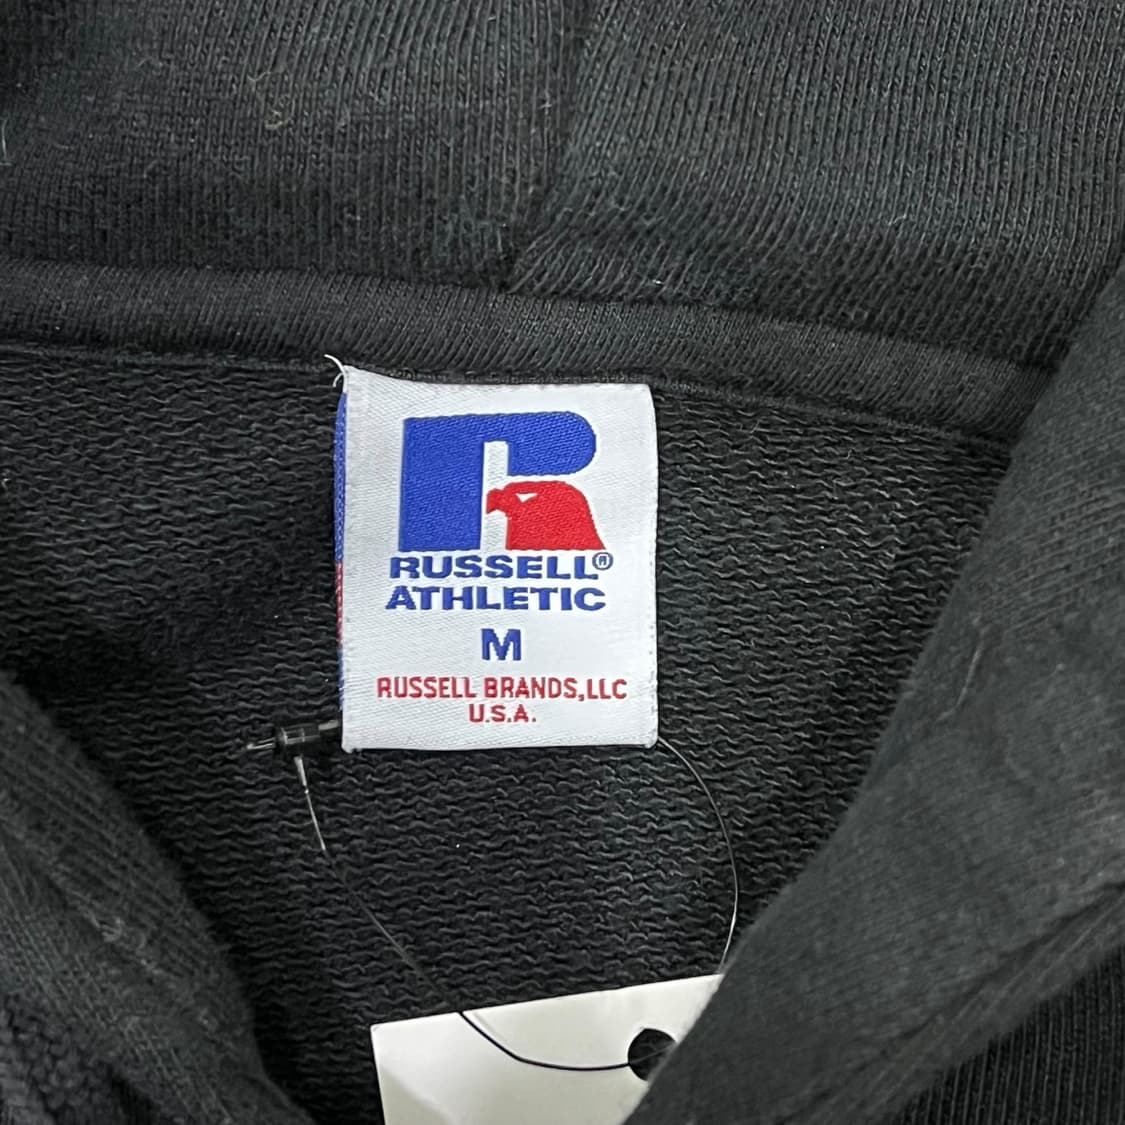 R
RUSSELL®
ATHLETIC
M
RUSSELL BRANDS,LLC
U.S.A.